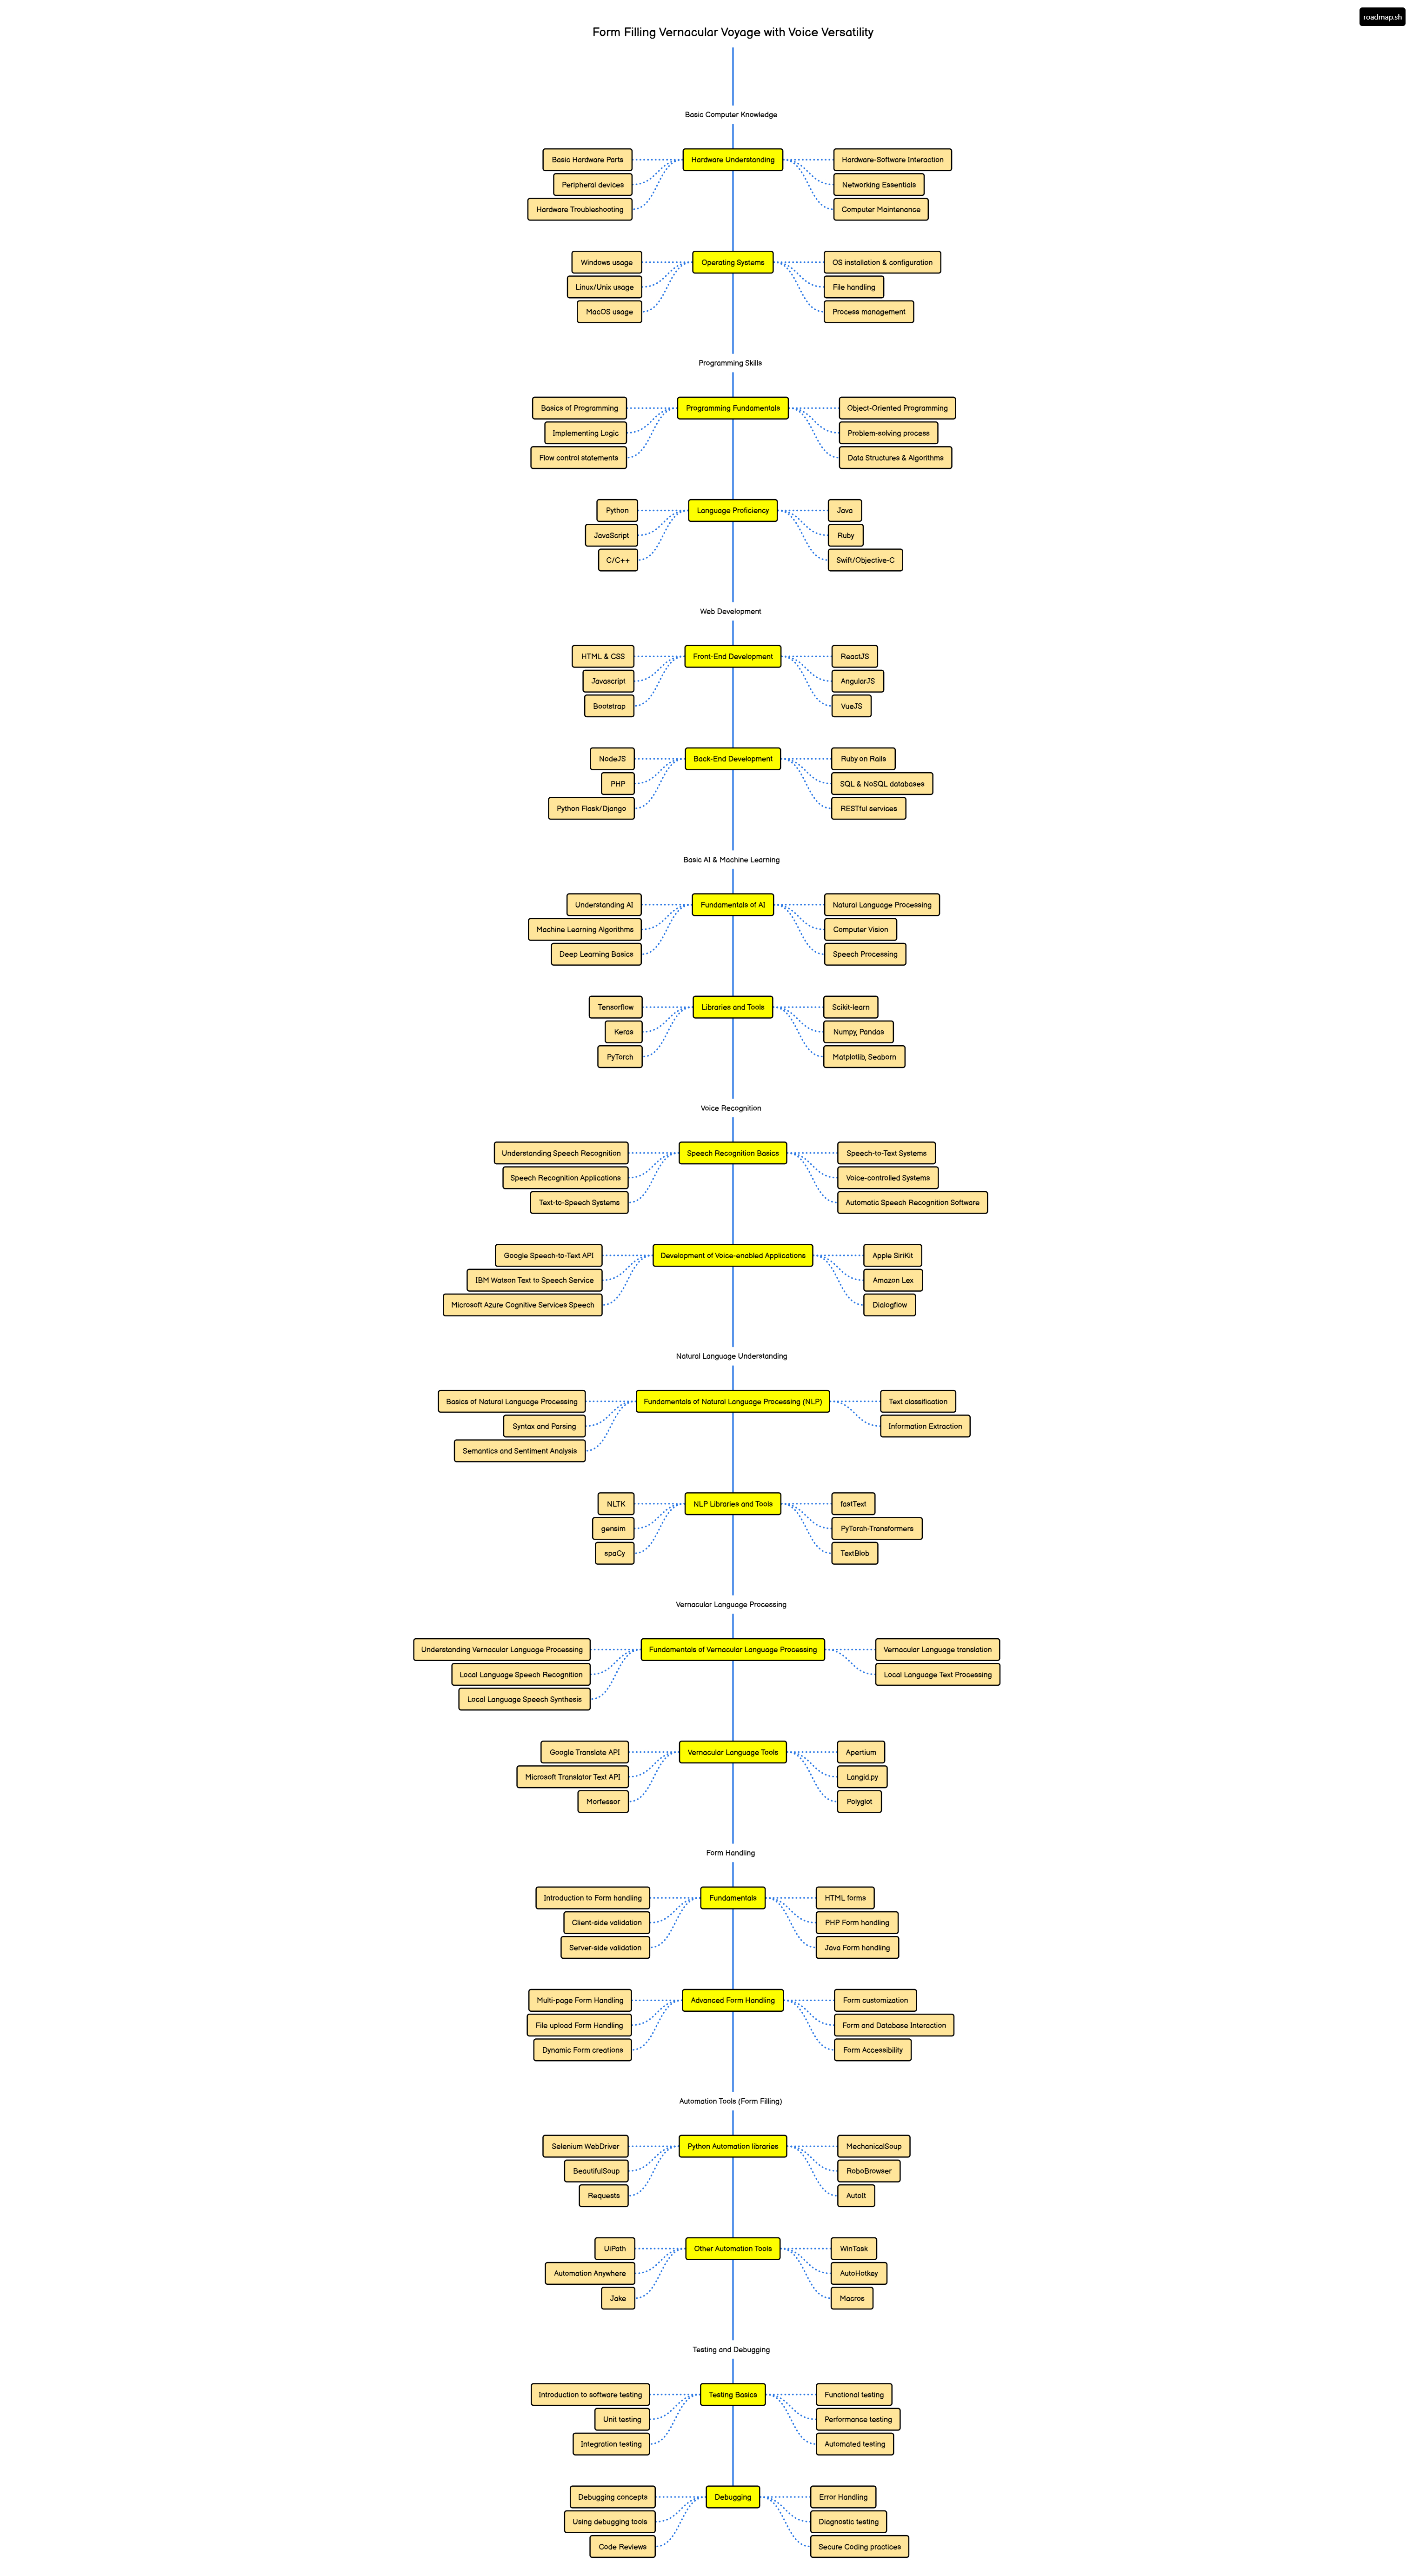 roadmap.sh
Form Filling Vernacular Voyage with Voice Versatility
Basic Computer Knowledge
Basic Hardware Parts
Peripheral devices
Hardware Troubleshooting
Hardware Understanding
Hardware-Software Interaction
Networking Essentials
Computer Maintenance
Windows usage
Linux/Unix usage
MacOS usage
Operating Systems
OS installation & configuration
File handling
Process management
Programming Skills
Basics of Programming
Implementing Logic
Flow control statements
Programming Fundamentals
Object-Oriented Programming
Problem-solving process
Data Structures & Algorithms
Python
JavaScript
C/C++
Language Proficiency
Java
Ruby
Swift/Objective-C
Web Development
HTML & CSS
Javascript
Bootstrap
Front-End Development
ReactJS
AngularJS
VueJS
NodeJS
PHP
Python Flask/Django
Back-End Development
Ruby on Rails
SQL & NoSQL databases
RESTful services
Basic AI & Machine Learning
Understanding AI
Machine Learning Algorithms
Deep Learning Basics
Fundamentals of AI
Natural Language Processing
Computer Vision
Speech Processing
Tensorflow
Keras
PyTorch
Libraries and Tools
Scikit-learn
Numpy, Pandas
Matplotlib, Seaborn
Voice Recognition
Understanding Speech Recognition
Speech Recognition Applications
Text-to-Speech Systems
Speech Recognition Basics
Speech-to-Text Systems
Voice-controlled Systems
Automatic Speech Recognition Software
Google Speech-to-Text API
IBM Watson Text to Speech Service
Microsoft Azure Cognitive Services Speech
Development of Voice-enabled Applications
Apple SiriKit
Amazon Lex
Dialogflow
Natural Language Understanding
Basics of Natural Language Processing
Syntax and Parsing
Semantics and Sentiment Analysis
Fundamentals of Natural Language Processing (NLP)
Text classification
Information Extraction
NLTK
gensim
spaCy
NLP Libraries and Tools
fastText
PyTorch-Transformers
TextBlob
Vernacular Language Processing
Understanding Vernacular Language Processing
Local Language Speech Recognition
Local Language Speech Synthesis
Fundamentals of Vernacular Language Processing
Vernacular Language translation
Local Language Text Processing
Google Translate API
Microsoft Translator Text API
Morfessor
Vernacular Language Tools
Apertium
Langid.py
Polyglot
Form Handling
Introduction to Form handling
Client-side validation
Server-side validation
Fundamentals
HTML forms
PHP Form handling
Java Form handling
Multi-page Form Handling
File upload Form Handling
Dynamic Form creations
Advanced Form Handling
Form customization
Form and Database Interaction
Form Accessibility
Automation Tools (Form Filling)
Selenium WebDriver
BeautifulSoup
Requests
Python Automation libraries
MechanicalSoup
RoboBrowser
AutoIt
UiPath
Automation Anywhere
Jake
Other Automation Tools
WinTask
AutoHotkey
Macros
Testing and Debugging
Introduction to software testing
Unit testing
Integration testing
Testing Basics
Functional testing
Performance testing
Automated testing
Debugging concepts
Using debugging tools
Code Reviews
Debugging
Error Handling
Diagnostic testing
Secure Coding practices